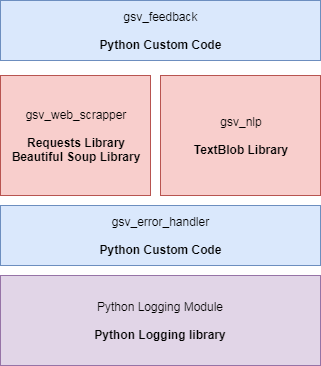 gsv_feedback
Python Custom Code
gsv_web_scrapper
Requests Library
Beautiful Soup Library
gsv_nlp
TextBlob Library
gsv_error_handler
Python Custom Code
Python Logging Module
Python Logging library